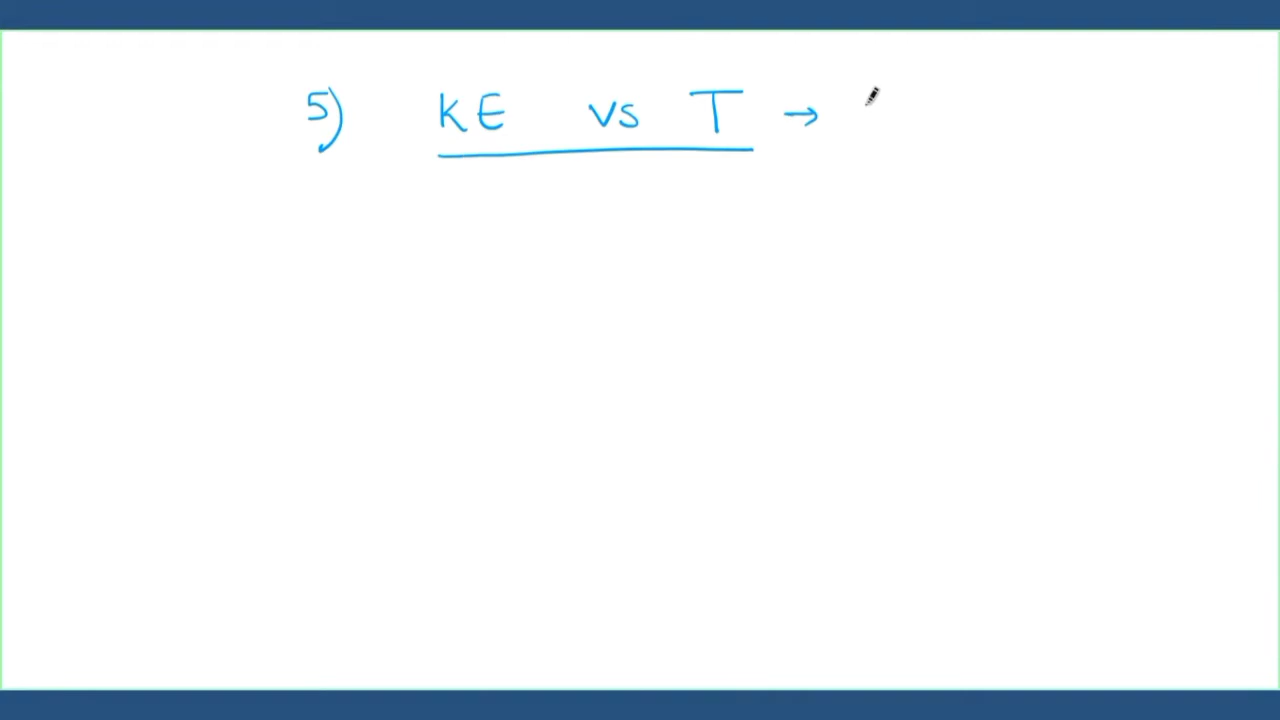 5) KE vs T →